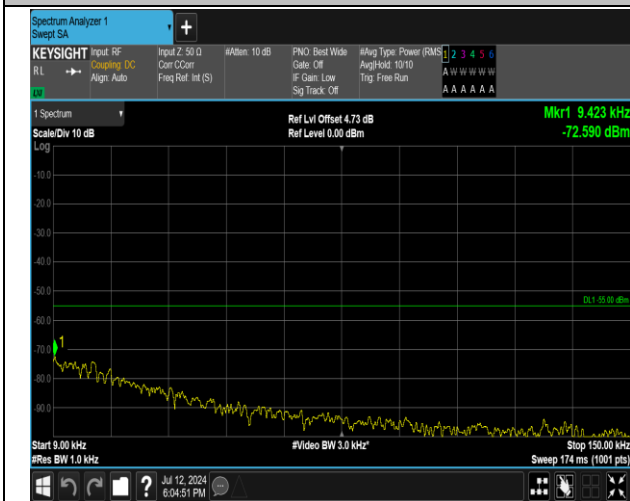 Spectrum Analyzer 1
Swept SA
+
KEYSIGHT
RL
Input: RF
Coupling: DC
Align: Auto
Input Z: 50 Ω
Corr CCorr
Freq Ref: Int (S)
#Atten: 10 dB
PNO: Best Wide
Gate: Off
IF Gain: Low
Sig Track: Off
#Avg Type: Power (RMS
Avg|Hold: 10/10
Trig: Free Run
1 2 3 4 5 6
A W W W W W
A A A A A A
1 Spectrum
Scale/Div 10 dB
Ref Lvl Offset 4.73 dB
Ref Level 0.00 dBm
Mkr1 9.423 kHz
-72.590 dBm
Log
-10.0
-20.0
-30.0
-40.0
-50.0
DL1 -55.00 dBm
-60.0
1
-70.0
-80.0
-90.0
Start 9.00 kHz
#Video BW 3.0 kHz*
Stop 150.00 kHz
#Res BW 1.0 kHz
Sweep 174 ms (1001 pts)
?
Jul 12, 2024
6:04:51 PM